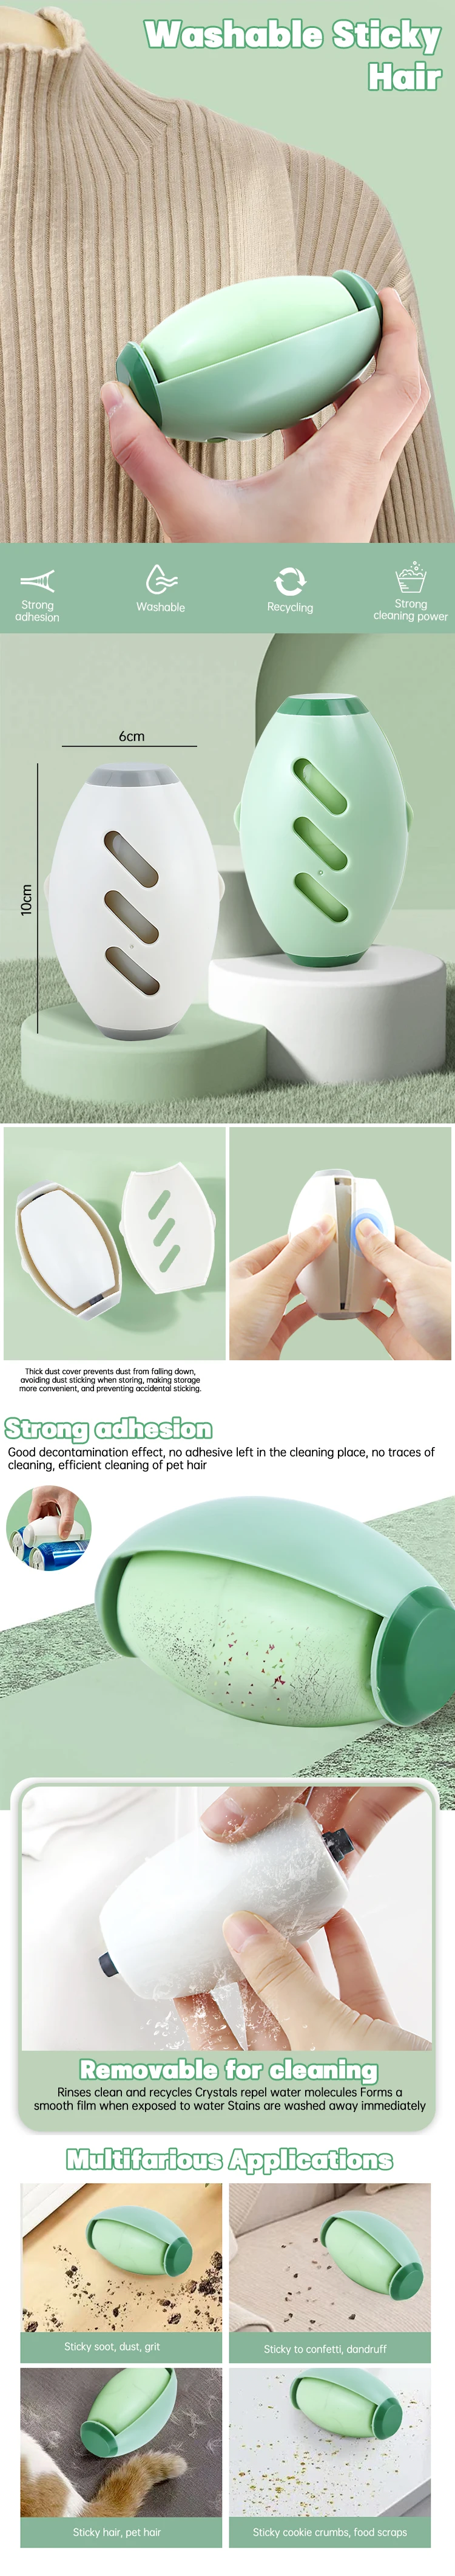 Washable Sticky
Hair
Strong
adhesion
Washable
Recycling
Strong
cleaning power
6cm
10cm
Thick dust cover prevents dust from falling down,
avoiding dust sticking when storing, making storage
more convenient, and preventing accidental sticking.
Strong adhesion
Good decontamination effect, no adhesive left in the cleaning place, no traces of
cleaning, efficient cleaning of pet hair
Removable for cleaning
Rinses clean and recycles Crystals repel water molecules Forms a
smooth film when exposed to water Stains are washed away immediately
Multifarious Applications
Sticky soot, dust, grit
Sticky to confetti, dandruff
Sticky hair, pet hair
Sticky cookie crumbs, food scraps